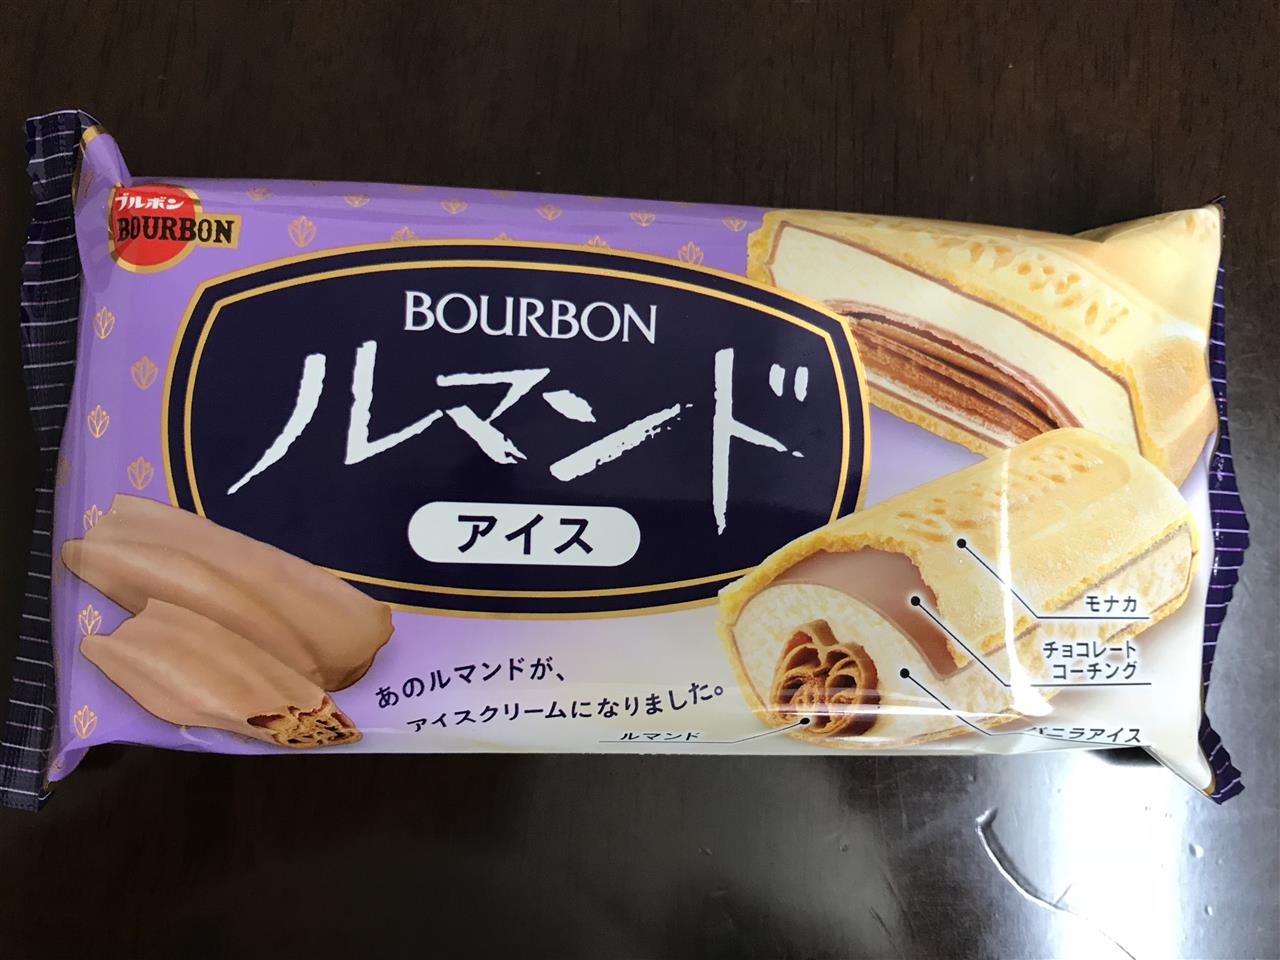 ブルボン
BOURBON
BOURBON
ルマンド
アイス
あのルマンドが、
アイスクリームになりました。
モナカ
チョコレート
コーチング
バニラアイス
ルマンド